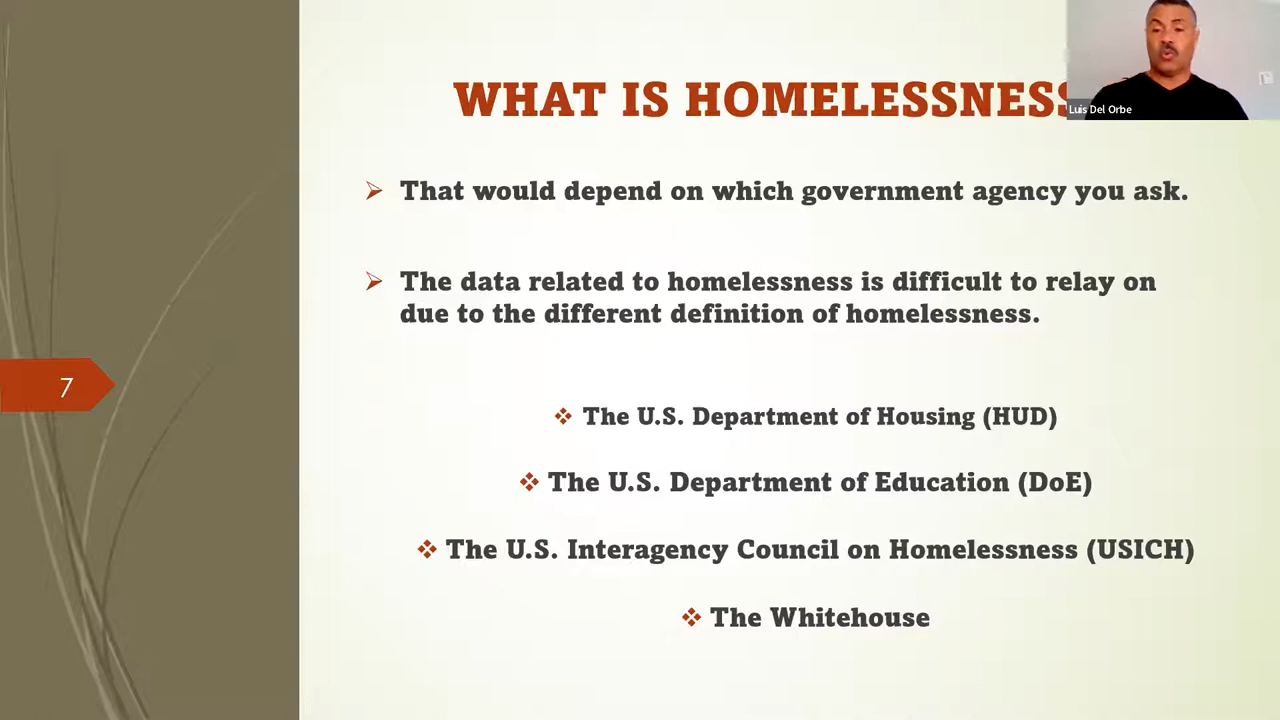 WHAT IS HOMELESSNESS
Luis Del Orbe
That would depend on which government agency you ask.
The data related to homelessness is difficult to relay on
due to the different definition of homelessness.
7
The U.S. Department of Housing (HUD)
The U.S. Department of Education (DoE)
The U.S. Interagency Council on Homelessness (USICH)
The Whitehouse